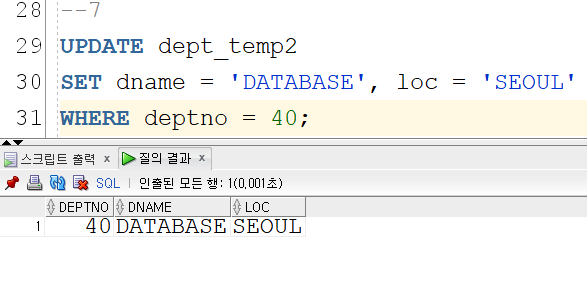 28 --7
29 UPDATE dept_temp2
30 SET dname = 'DATABASE', loc = 'SEOUL'
31 WHERE deptno = 40;
스크립트 출력 x 질의 결과 x
SQL | 인출된 모든 행: 1(0,001초)
DEPTNO DNAME LOC
1 40 DATABASE SEOUL